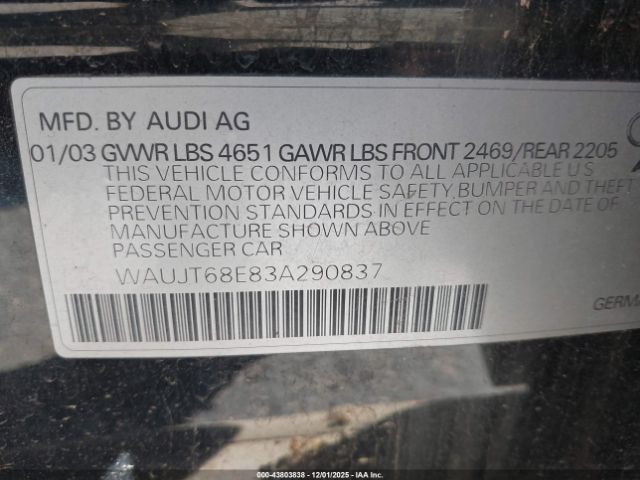 MFD. BY AUDI AG
01/03 GVWR LBS 4651 GAWR LBS FRONT 2469/REAR 2205
THIS VEHICLE CONFORMS TO ALL APPLICABLE U S
FEDERAL MOTOR VEHICLE SAFETY, BUMPER AND THEFT
PREVENTION STANDARDS IN EFFECT ON THE DATE OF
MANUFACTURE SHOWN ABOVE
PASSENGER CAR
WAUJT68E83A290837
GERMA
000-43803838 - 12/01/2025 - IAA Inc.